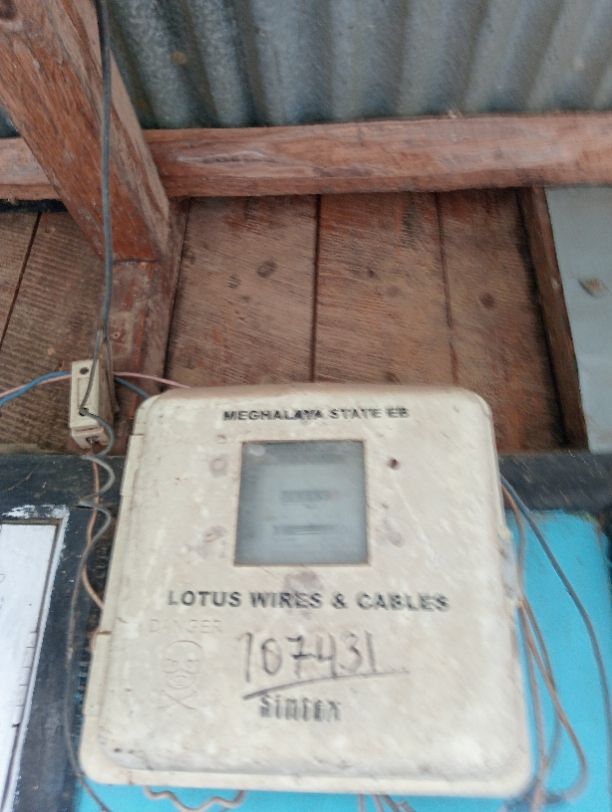 MEGHALAYA STATE EB
LOTUS WIRES & CABLES
DANGER
107431
Sintex